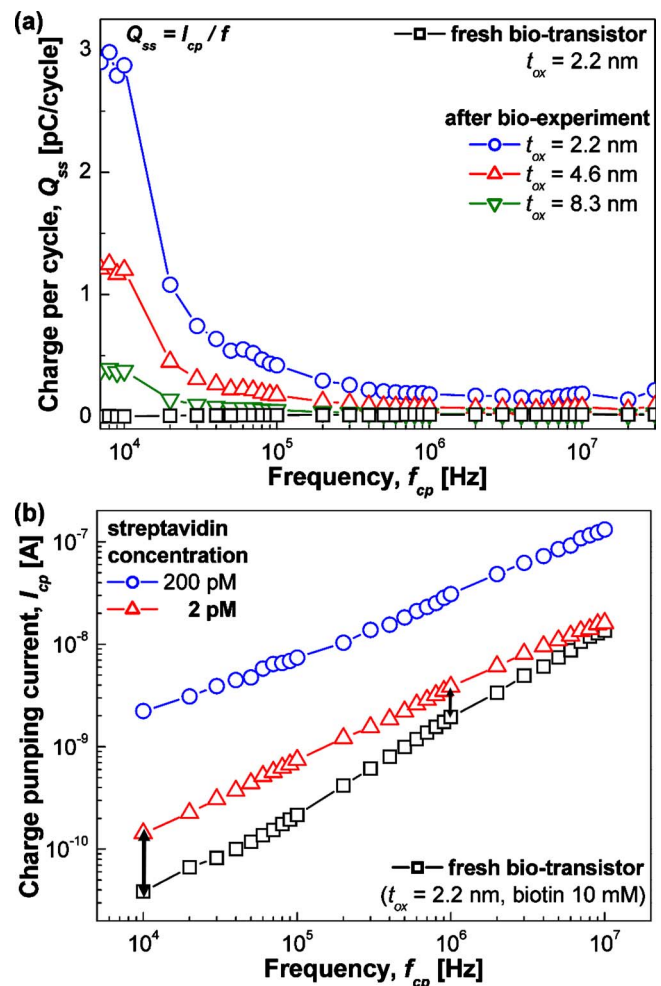 (a)
Q_ss = I_cp / f
fresh bio-transistor
t_ox = 2.2 nm
after bio-experiment
t_ox = 2.2 nm
t_ox = 4.6 nm
t_ox = 8.3 nm
Charge per cycle, Q_ss [pC/cycle]
3
2
1
0
10^4
10^5
10^6
10^7
Frequency, f_cp [Hz]
(b)
streptavidin
concentration
200 pM
2 pM
fresh bio-transistor
(t_ox = 2.2 nm, biotin 10 mM)
Charge punping current, I_cp [A]
10^-7
10^-8
10^-9
10^-10
10^4
10^5
10^6
10^7
Frequency, f_cp [Hz]